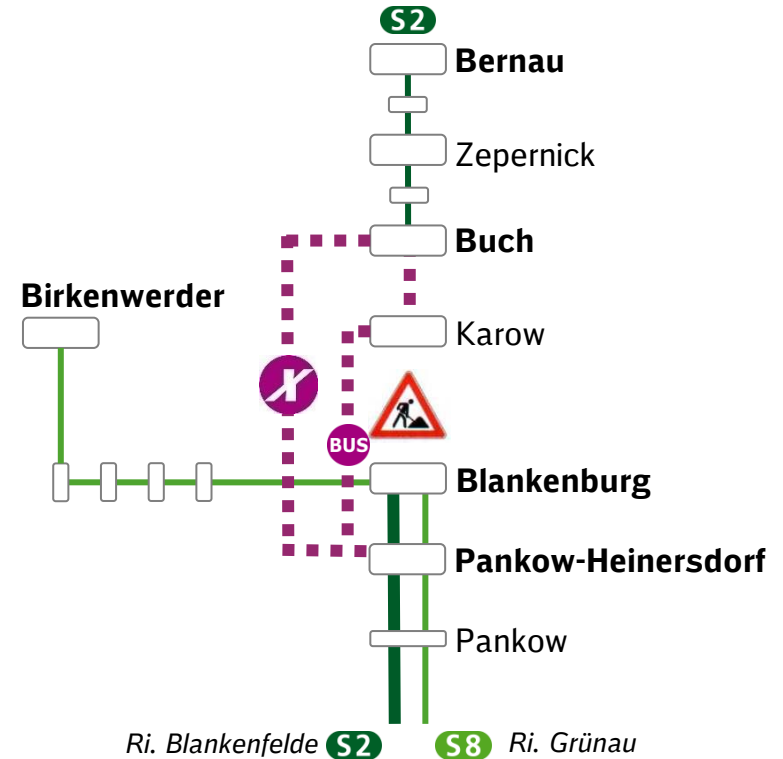 S2
Bernau
Zepernick
Buch
Birkenwerder
Karow
X
BUS
Blankenburg
Pankow-Heinersdorf
Pankow
Ri. Blankenfelde S2 S8 Ri. Grünau